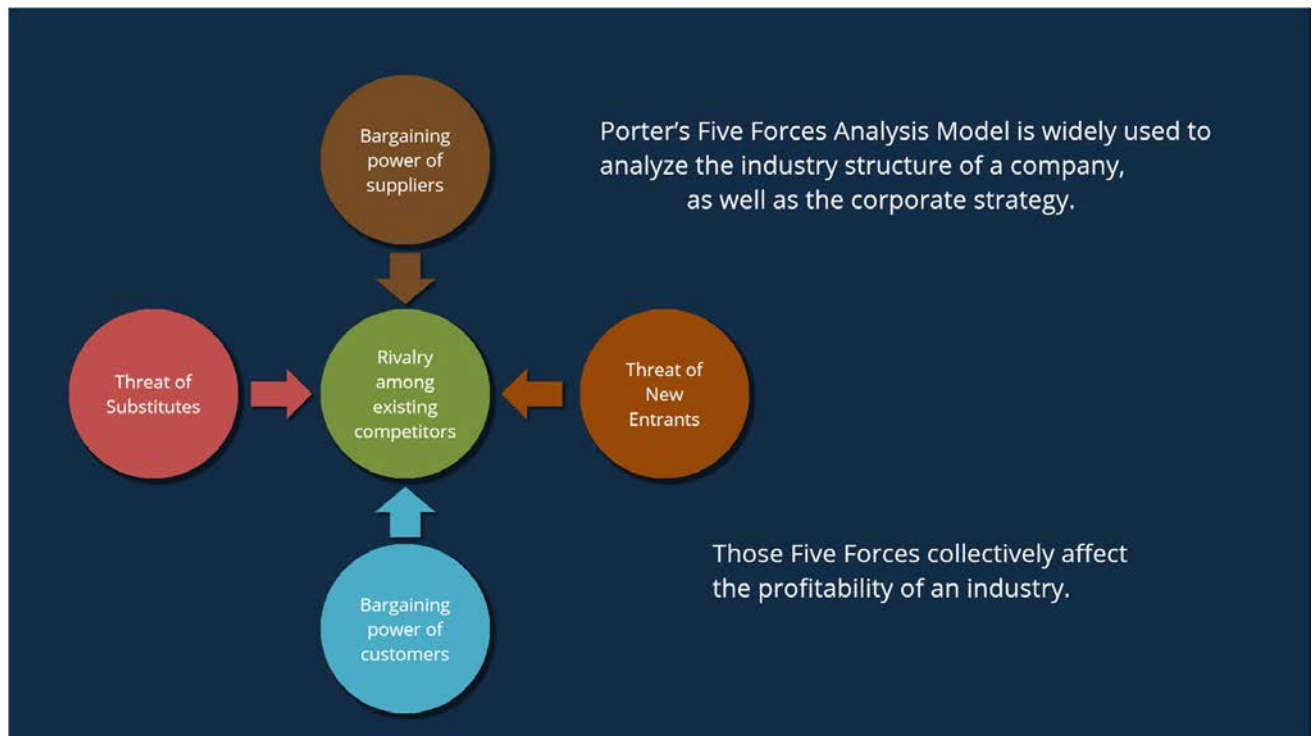 Bargaining
power of
suppliers
Porter’s Five Forces Analysis Model is widely used to
analyze the industry structure of a company,
as well as the corporate strategy.
Threat of
Substitutes
Rivalry
among
existing
competitors
Threat of
New
Entrants
Bargaining
power of
customers
Those Five Forces collectively affect
the profitability of an industry.